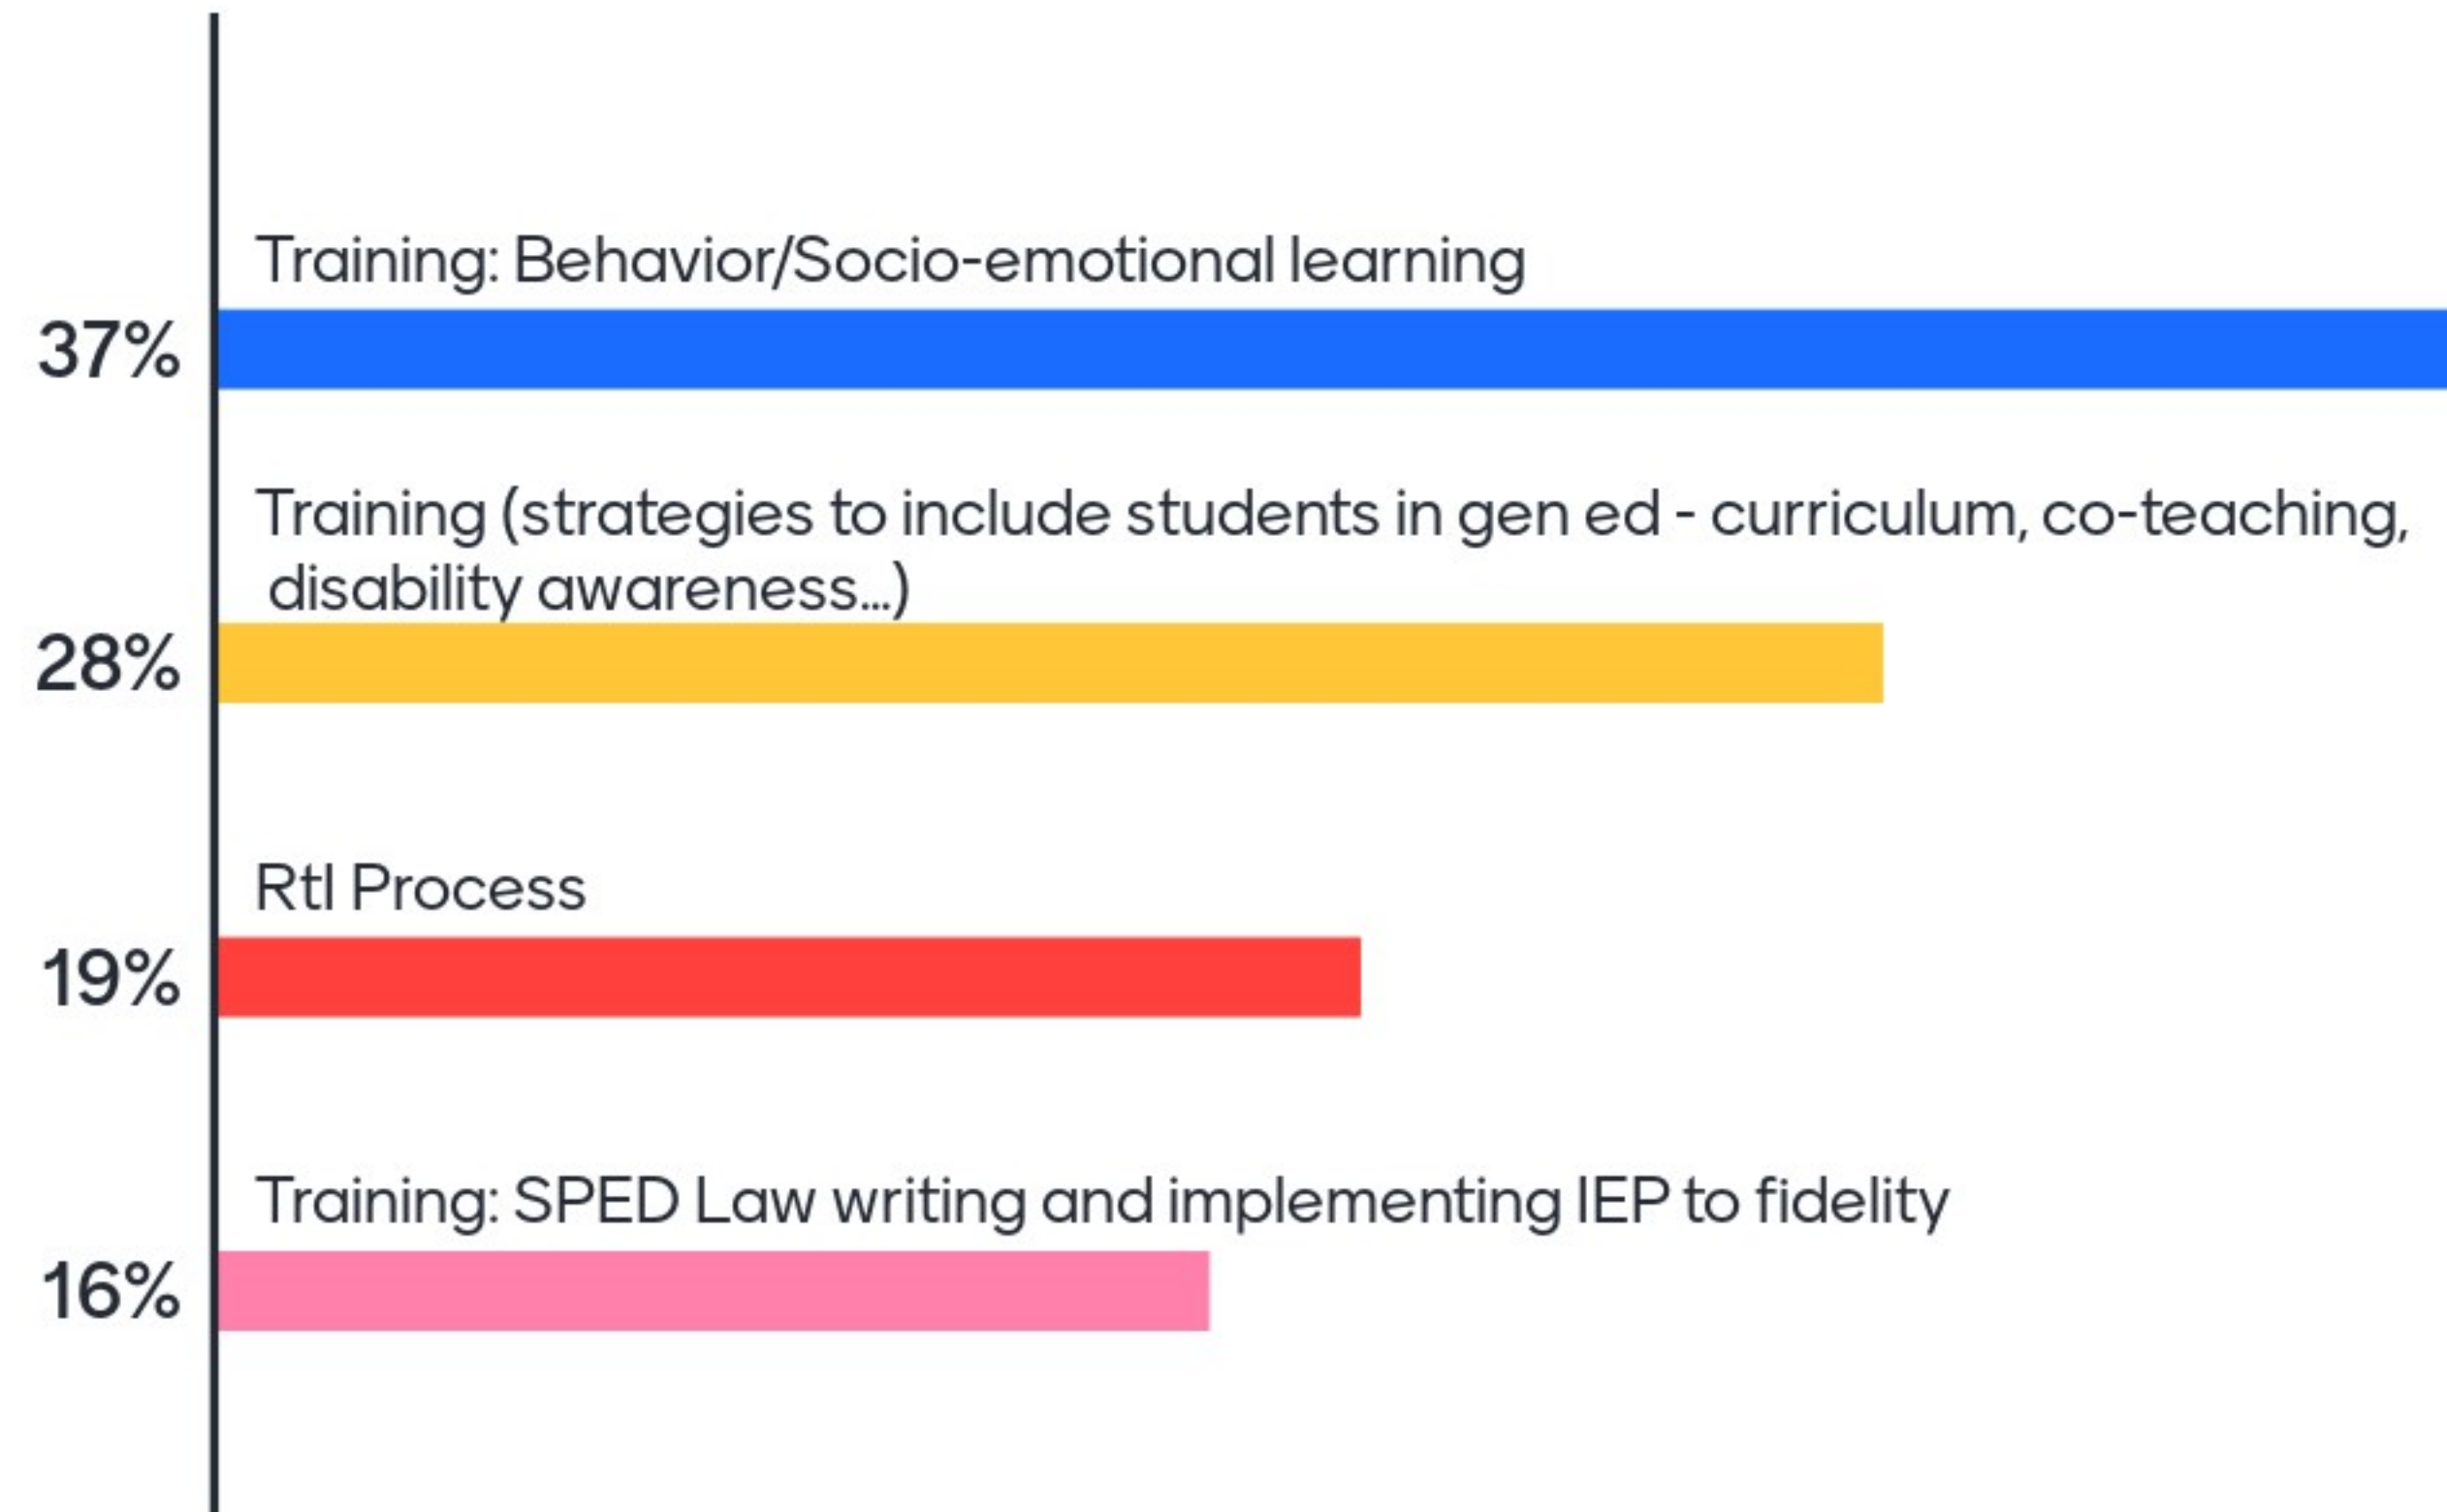 Training: Behavior/Socio-emotional learning
37%
Training (strategies to include students in gen ed - curriculum, co-teaching,
disability awareness...)
28%
RtI Process
19%
Training: SPED Law writing and implementing IEP to fidelity
16%